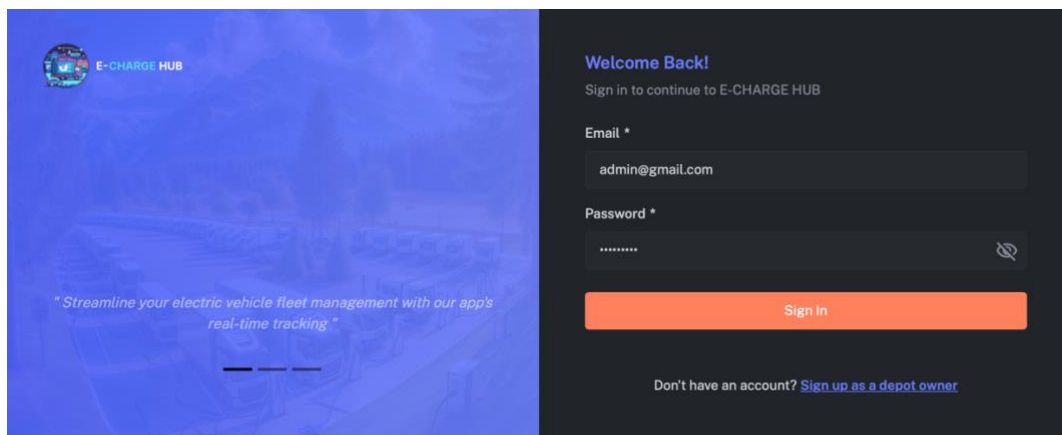 E-CHARGE HUB
" Streamline your electric vehicle fleet management with our app's
real-time tracking "
Welcome Back!
Sign in to continue to E-CHARGE HUB
Email *
admin@gmail.com
Password *
•••••••••
Sign In
Don't have an account? Sign up as a depot owner